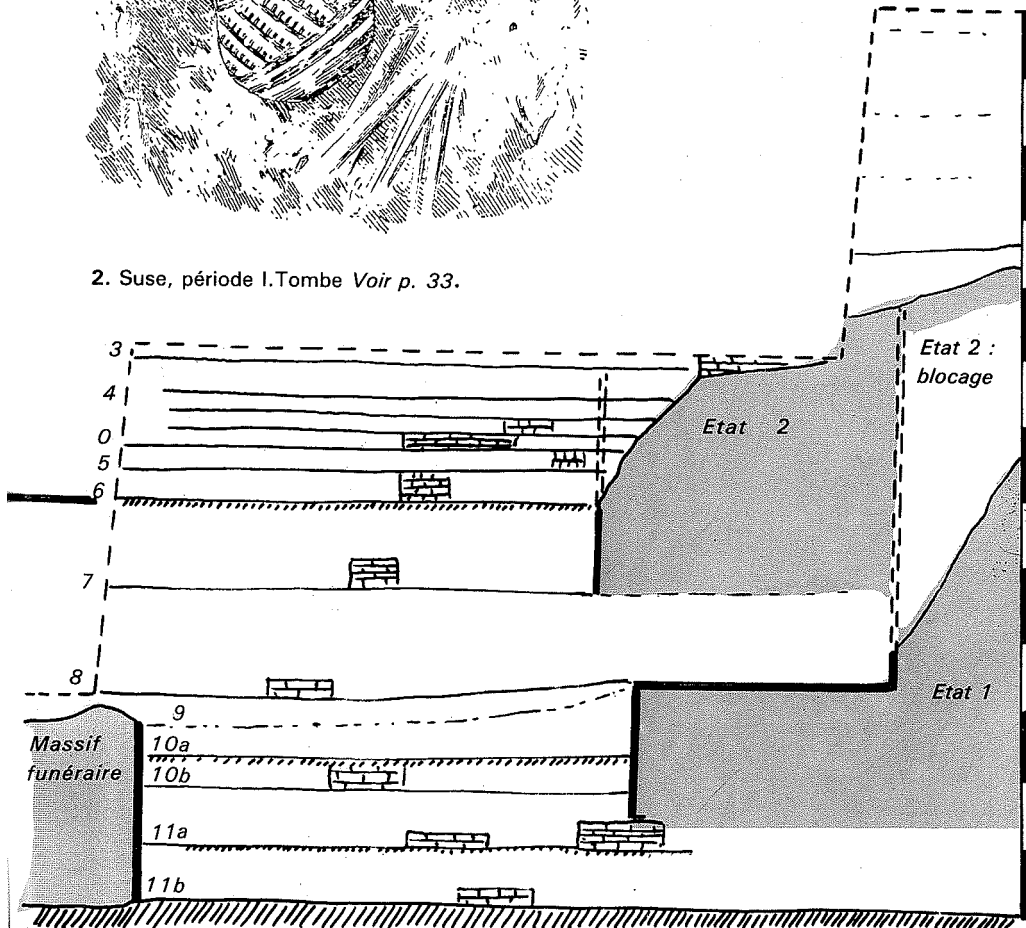 2. Suse, période I.Tombe Voir p. 33.
3
4
0
5
6
7
8
9
10a
10b
11a
11b
Etat 2 :
blocage
Etat 2
Etat 1
Massif
funéraire